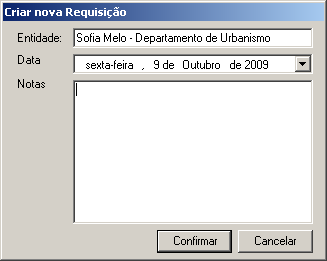 Criar nova Requisição
Entidade: Sofia Melo - Departamento de Urbanismo
Data sexta-feira , 9 de Outubro de 2009
Notas
Confirmar Cancelar